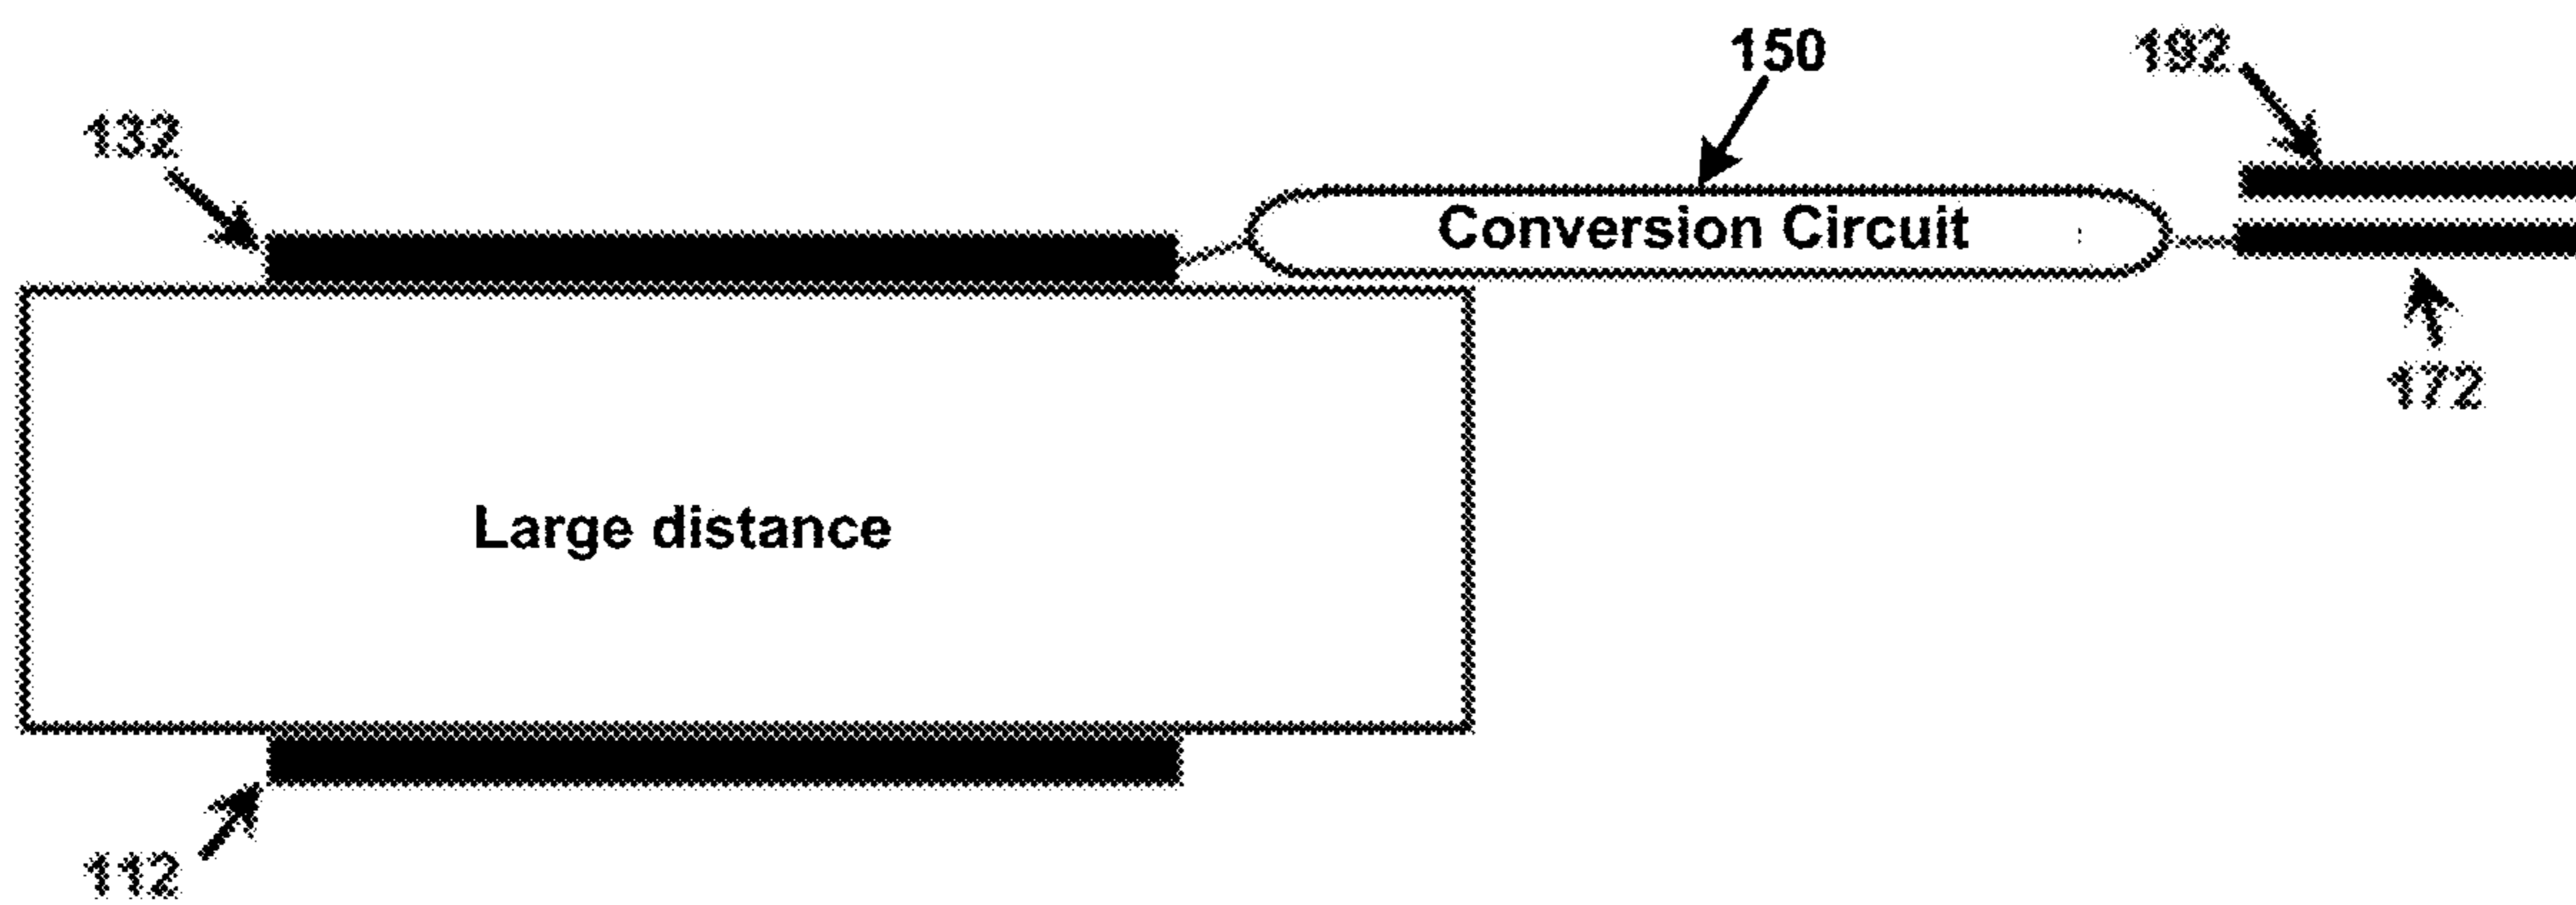 150
192
132
Conversion Circuit
172
Large distance
112